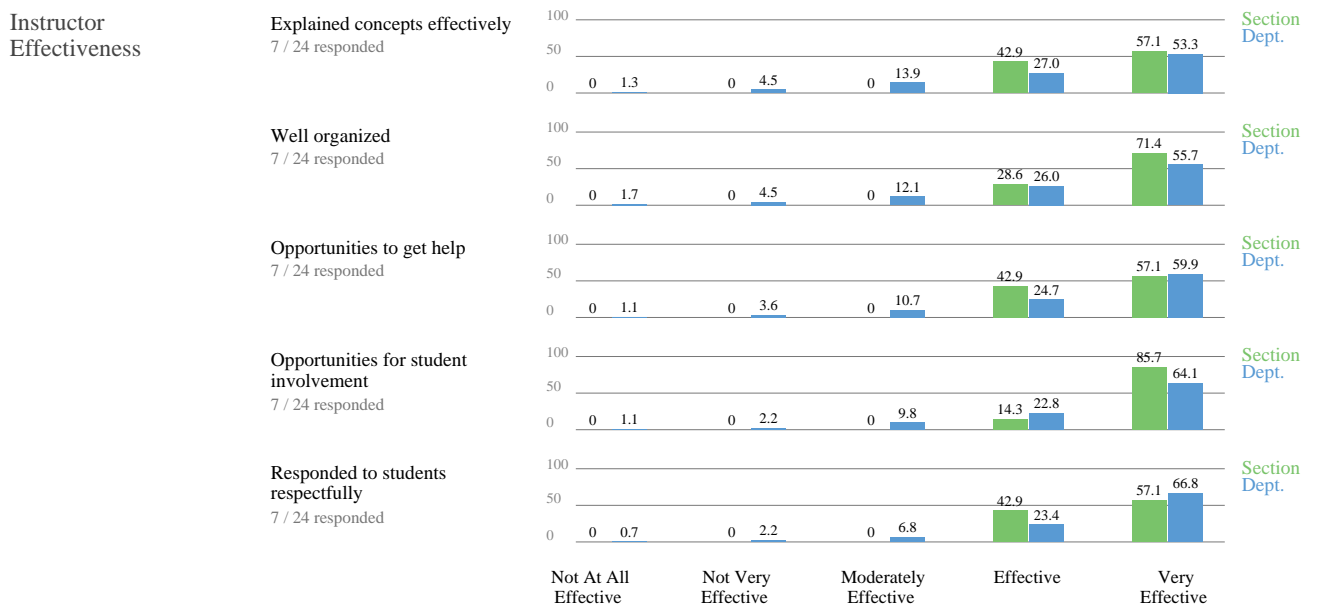 Instructor
Effectiveness
Explained concepts effectively
7 / 24 responded
100
50
0
0 1.3 0 4.5 0 13.9 42.9 27.0 57.1 53.3
Section
Dept.
Well organized
7 / 24 responded
100
50
0
0 1.7 0 4.5 0 12.1 28.6 26.0 71.4 55.7
Section
Dept.
Opportunities to get help
7 / 24 responded
100
50
0
0 1.1 0 3.6 0 10.7 42.9 24.7 57.1 59.9
Section
Dept.
Opportunities for student
involvement
7 / 24 responded
100
50
0
0 1.1 0 2.2 0 9.8 14.3 22.8 85.7 64.1
Section
Dept.
Responded to students
respectfully
7 / 24 responded
100
50
0
0 0.7 0 2.2 0 6.8 42.9 23.4 57.1 66.8
Section
Dept.
Not At All
Effective
Not Very
Effective
Moderately
Effective
Effective
Very
Effective